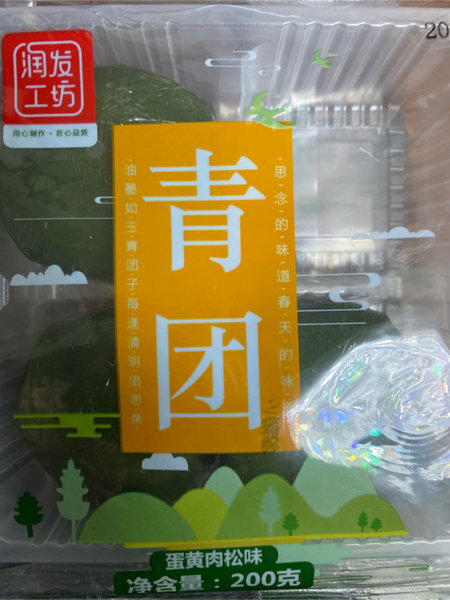 润发
工坊
用心制作·匠心品质
20
青团
思念的味道春天的味
油墨如玉青团子每逢清明倍思亲
蛋黄肉松味
净含量：200克